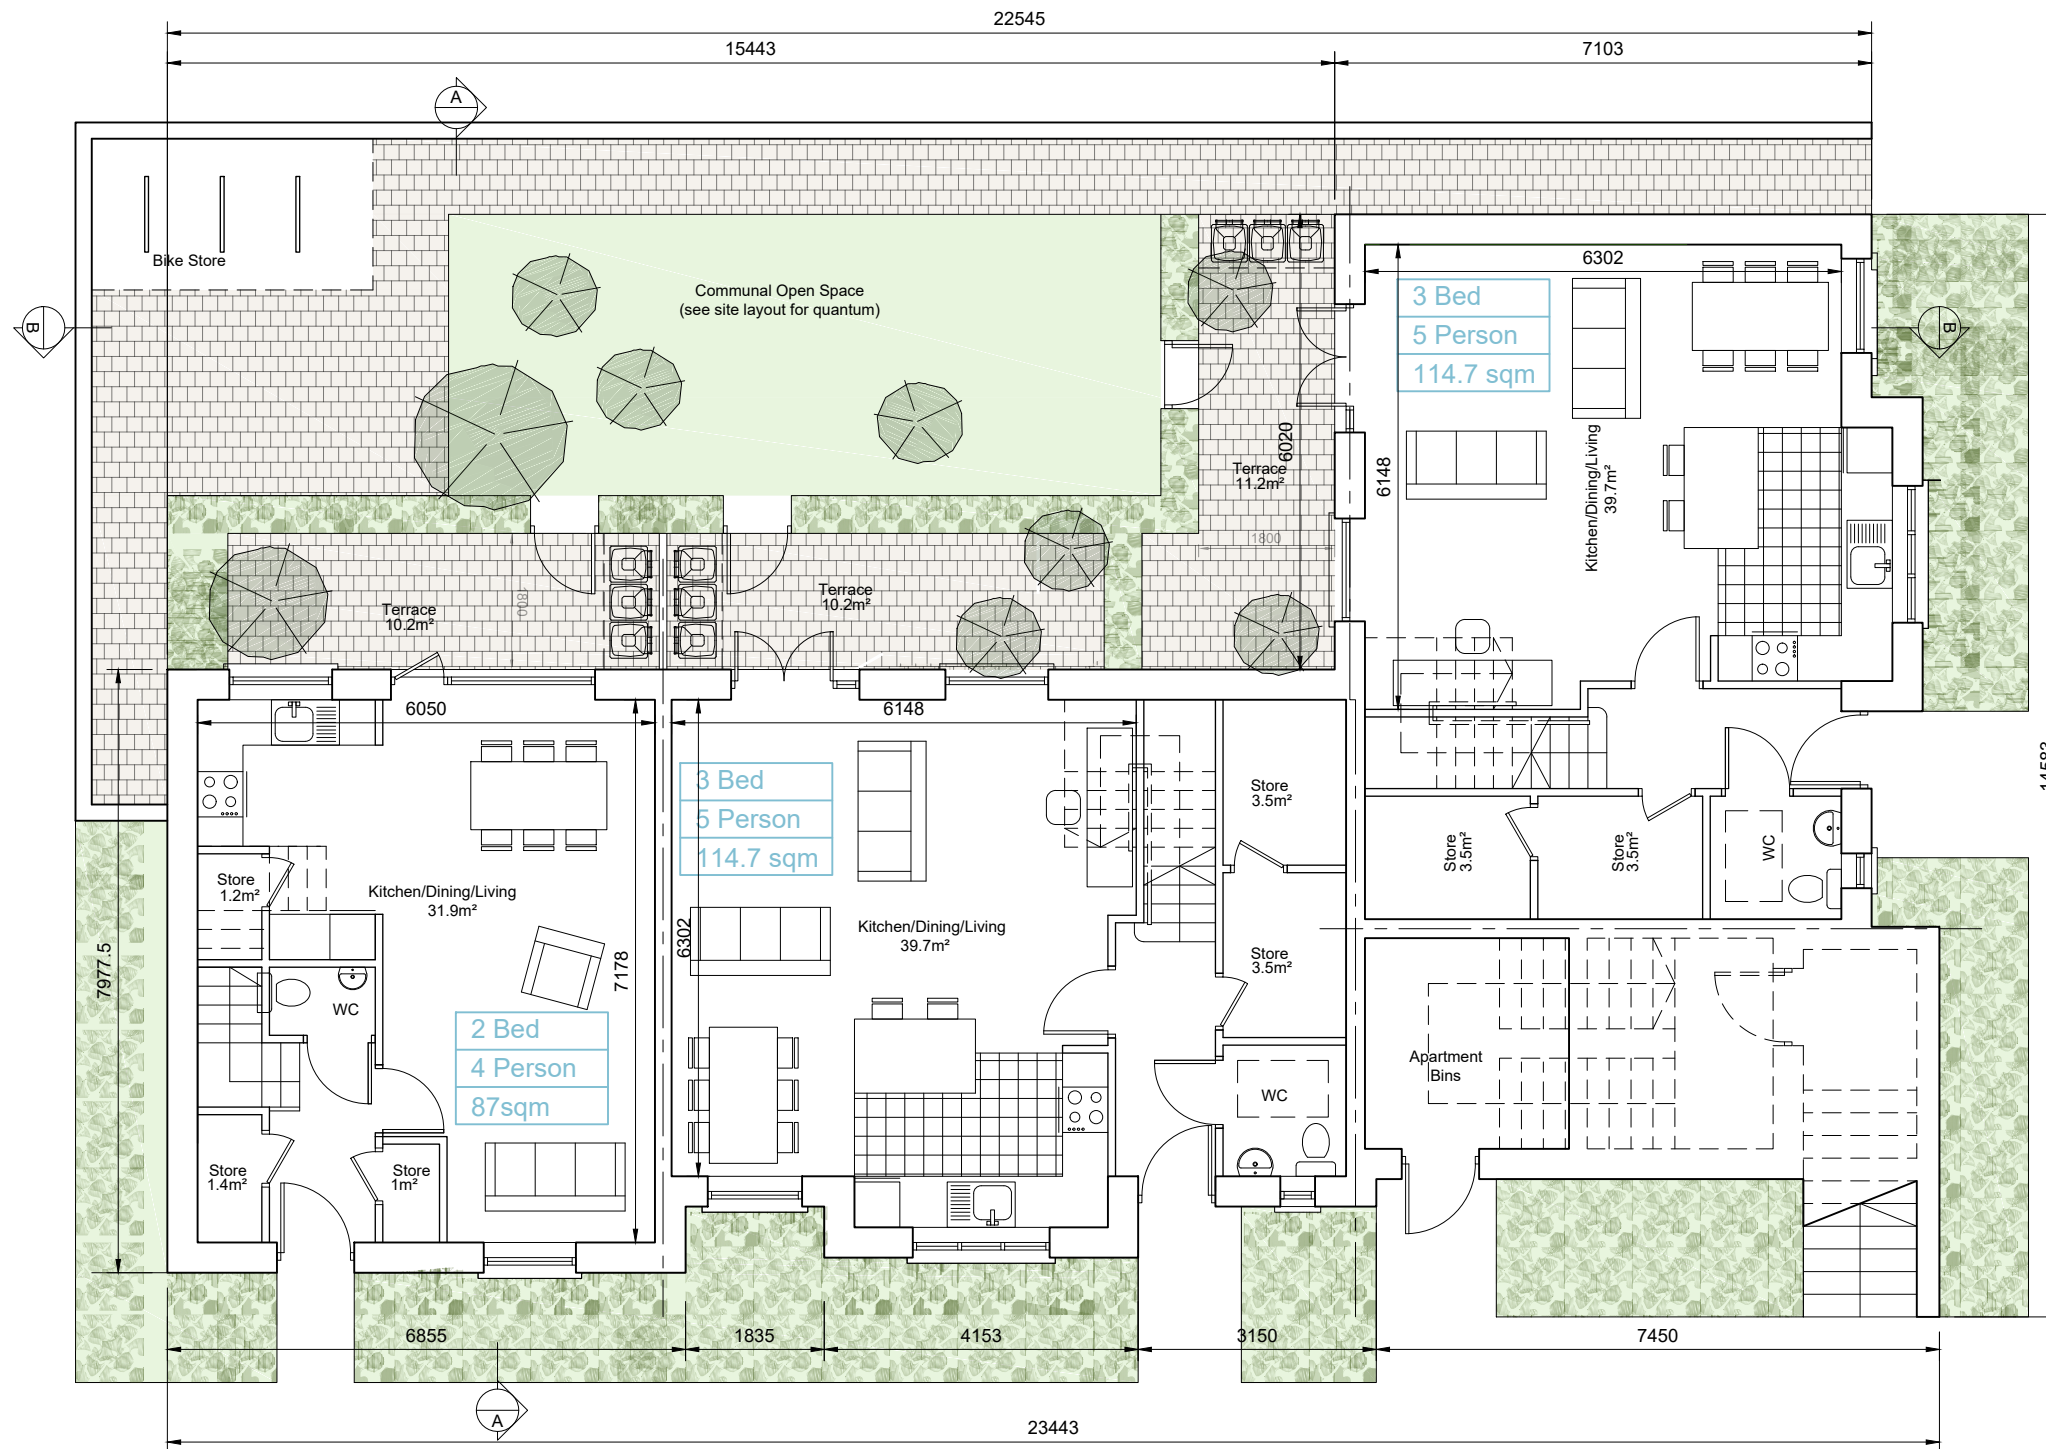 22545
15443
7103
A
Bike Store
Communal Open Space
(see site layout for quantum)
B
B
6302
3 Bed
5 Person
114.7 sqm
6148
Kitchen/Dining/Living
39.7m²
6020
Terrace
11.2m²
1800
Terrace
10.2m²
1800
Terrace
10.2m²
14583
6050
6148
3 Bed
5 Person
114.7 sqm
Store
3.5m²
Store
3.5m²
Store
3.5m²
WC
Store
1.2m²
Kitchen/Dining/Living
31.9m²
Kitchen/Dining/Living
39.7m²
6302
7178
7977.5
Store
3.5m²
WC
2 Bed
4 Person
87sqm
Apartment
Bins
WC
Store
1.4m²
Store
1m²
6855
1835
4153
3150
7450
A
23443